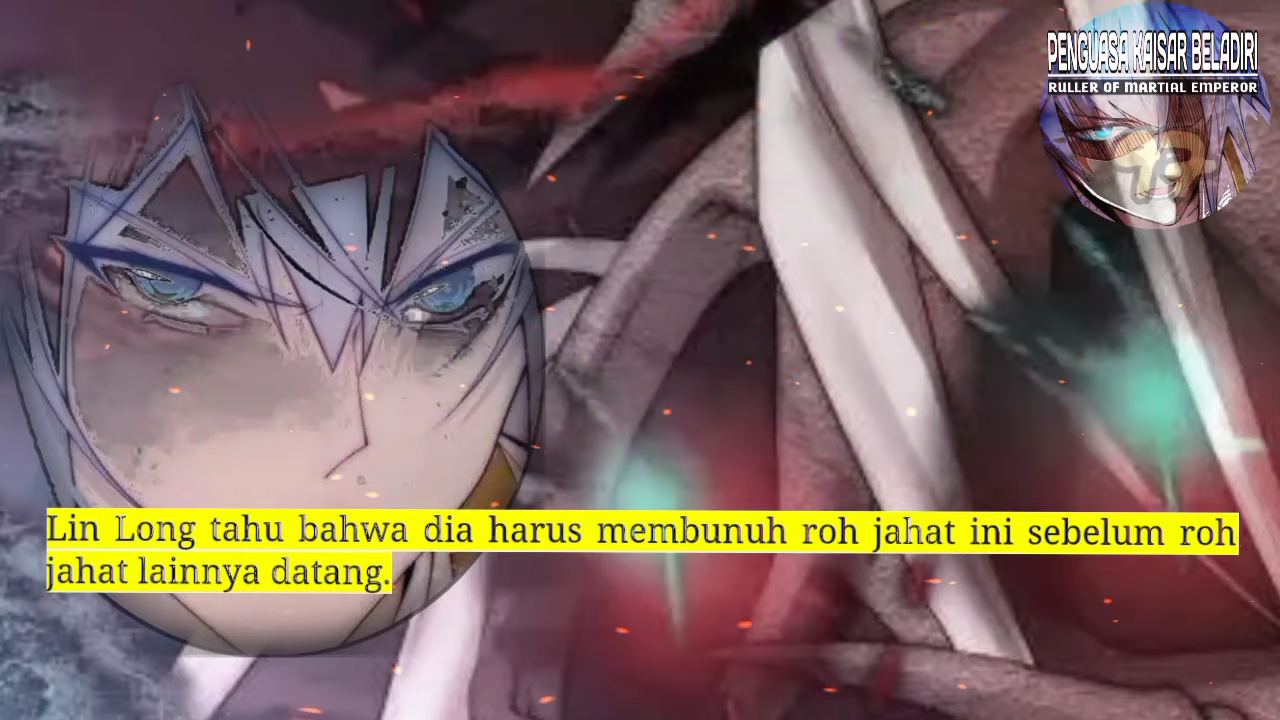 PENGUASA KAISAR BELADIRI
RULLER OF MARTIAL EMPEROR
Lin Long tahu bahwa dia harus membunuh roh jahat ini sebelum roh
jahat lainnya datang.